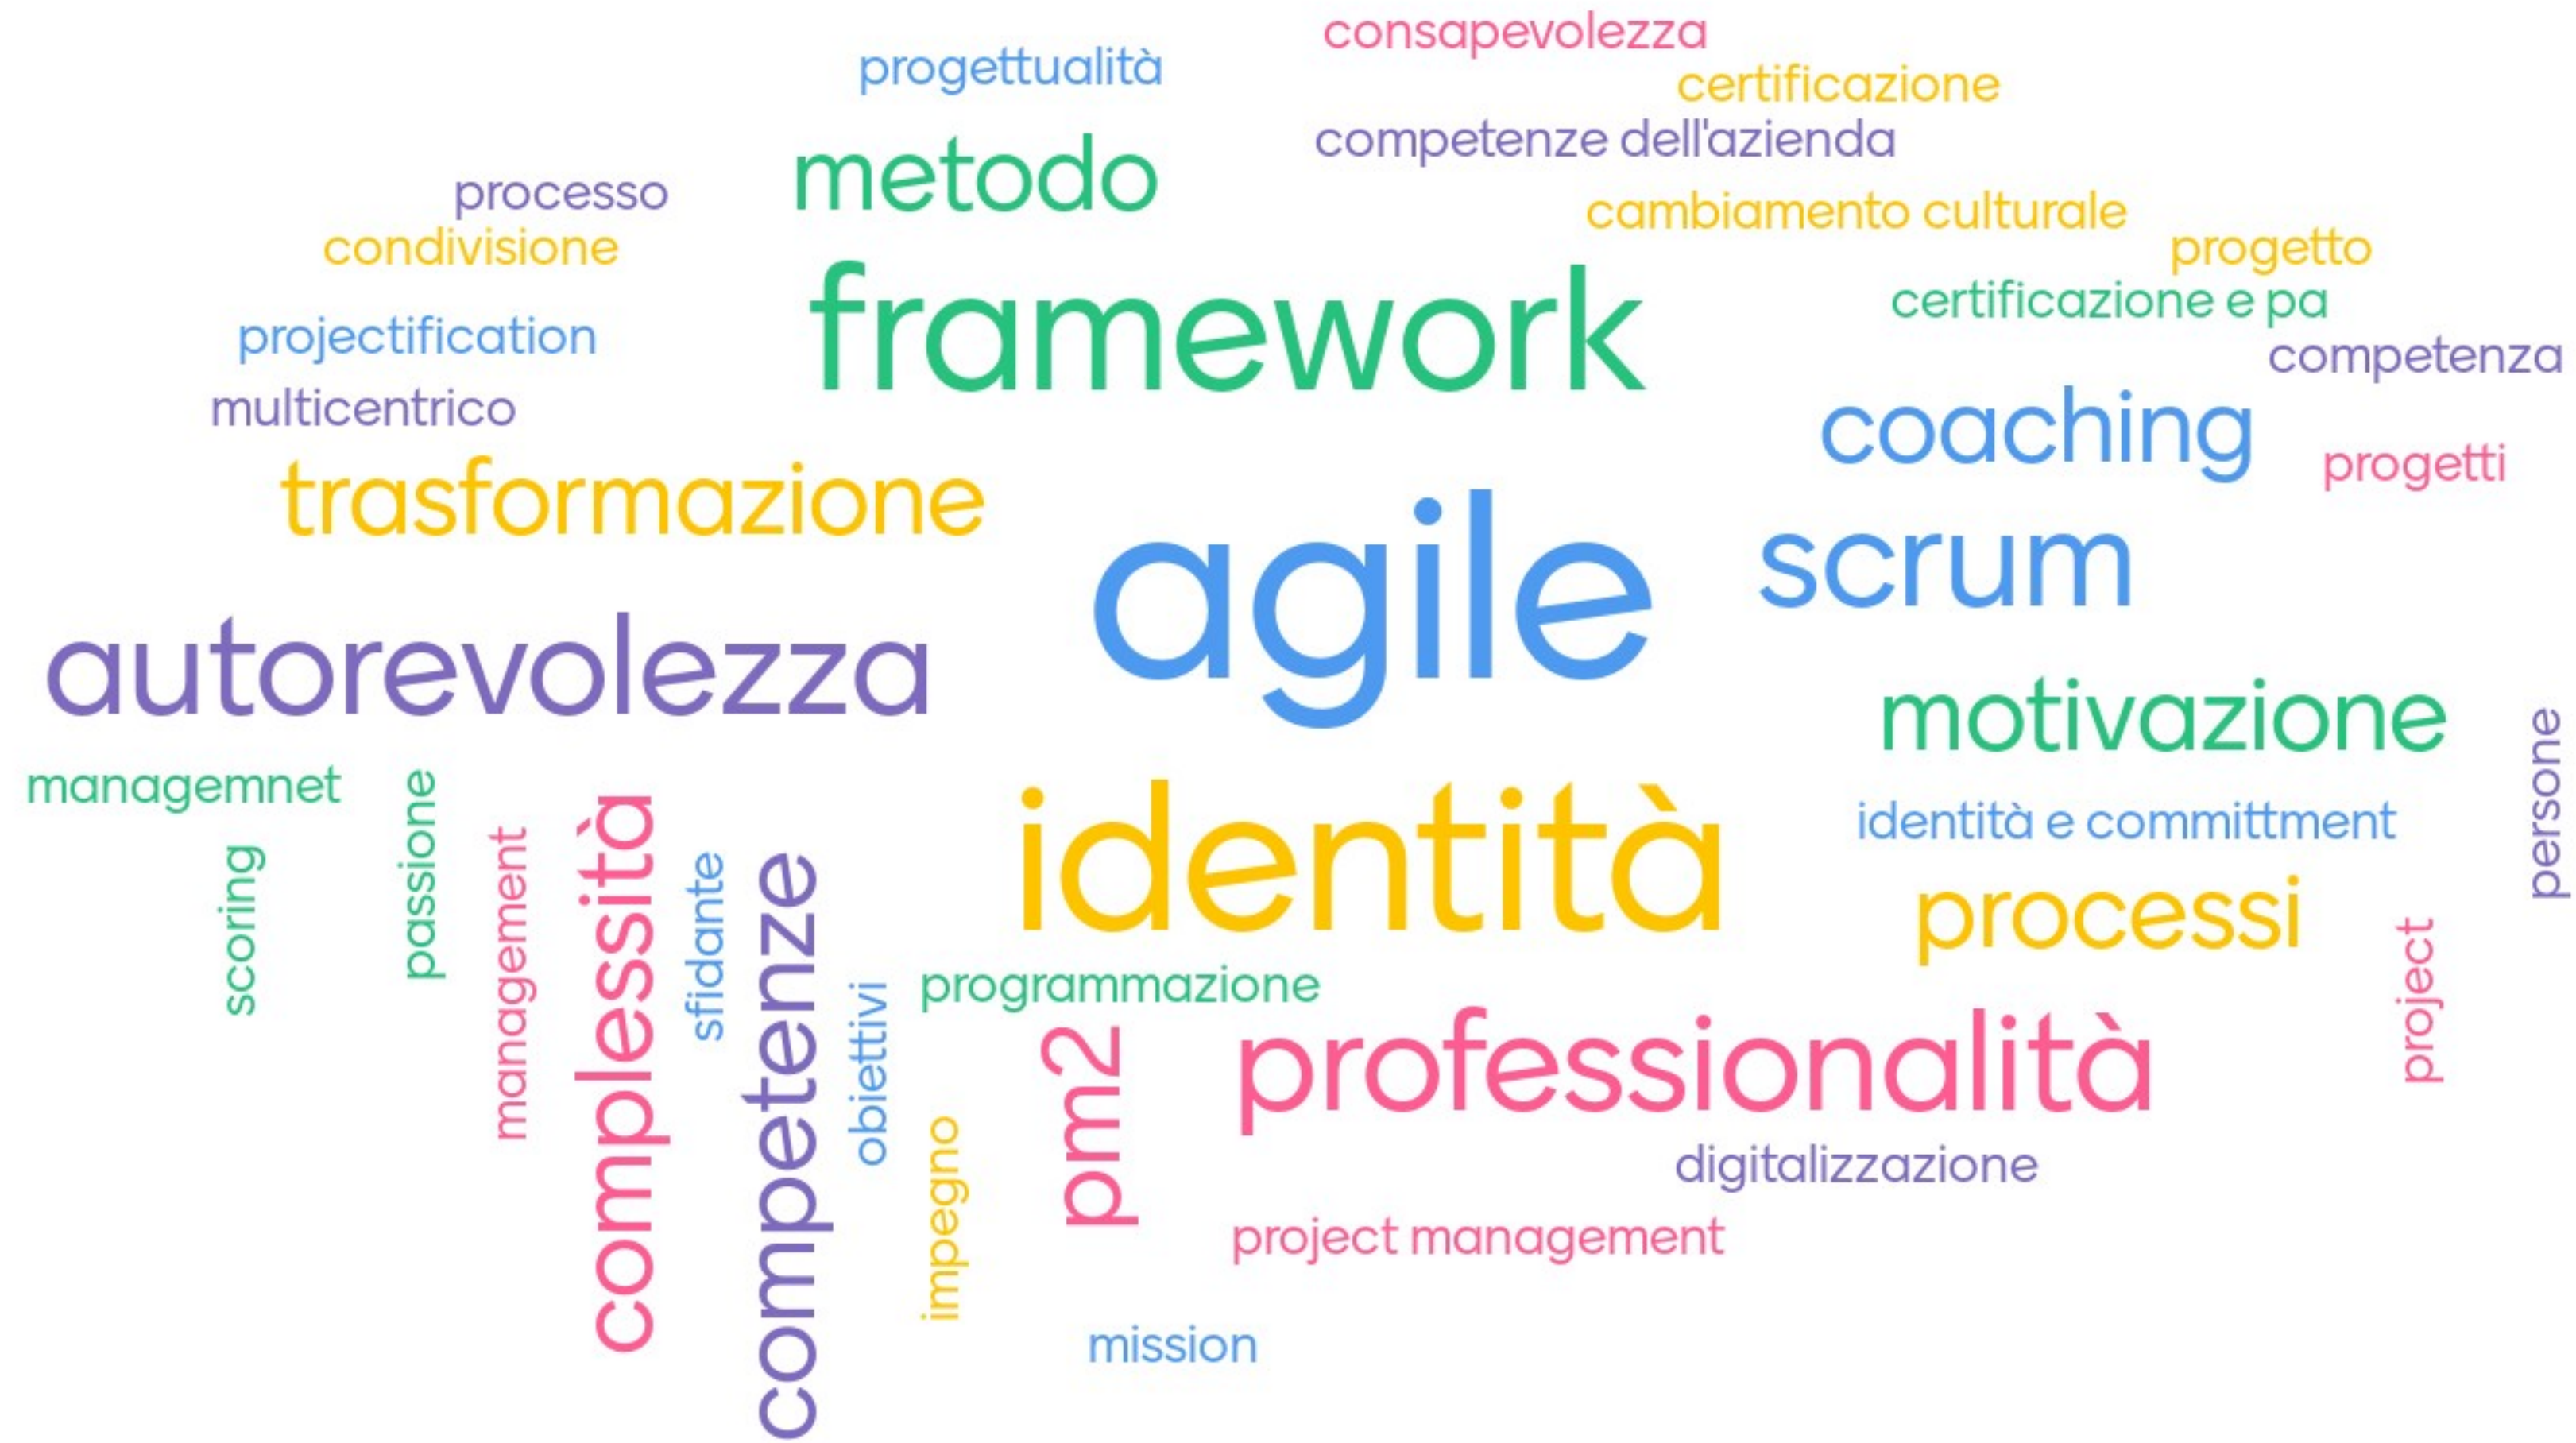 consapevolezza
progettualità
certificazione
competenze dell'azienda
metodo
processo
cambiamento culturale
condivisione
progetto
certificazione e pa
framework
projectification
competenza
multicentrico
coaching
progetti
trasformazione
scrum
agile
autorevolezza
motivazione
persone
managemnet
identità e committment
identità
passione
scoring
management
complessità
sfidante
competenze
processi
obiettivi
programmazione
project
professionalità
pm2
impegno
digitalizzazione
project management
mission